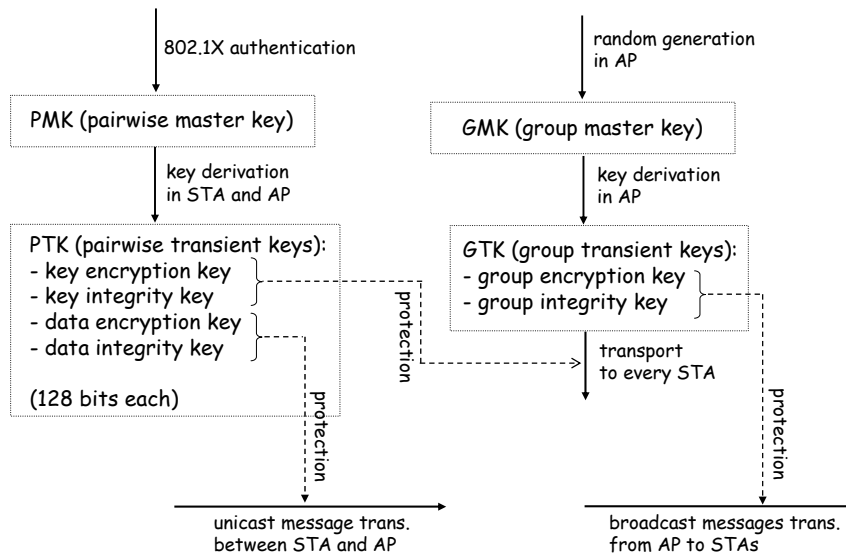 802.1X authentication
PMK (pairwise master key)
key derivation
in STA and AP
PTK (pairwise transient keys):
- key encryption key
- key integrity key
- data encryption key
- data integrity key
(128 bits each)
protection
unicast message trans.
between STA and AP
random generation
in AP
GMK (group master key)
key derivation
in AP
GTK (group transient keys):
- group encryption key
- group integrity key
protection
transport
to every STA
protection
broadcast messages trans.
from AP to STAs